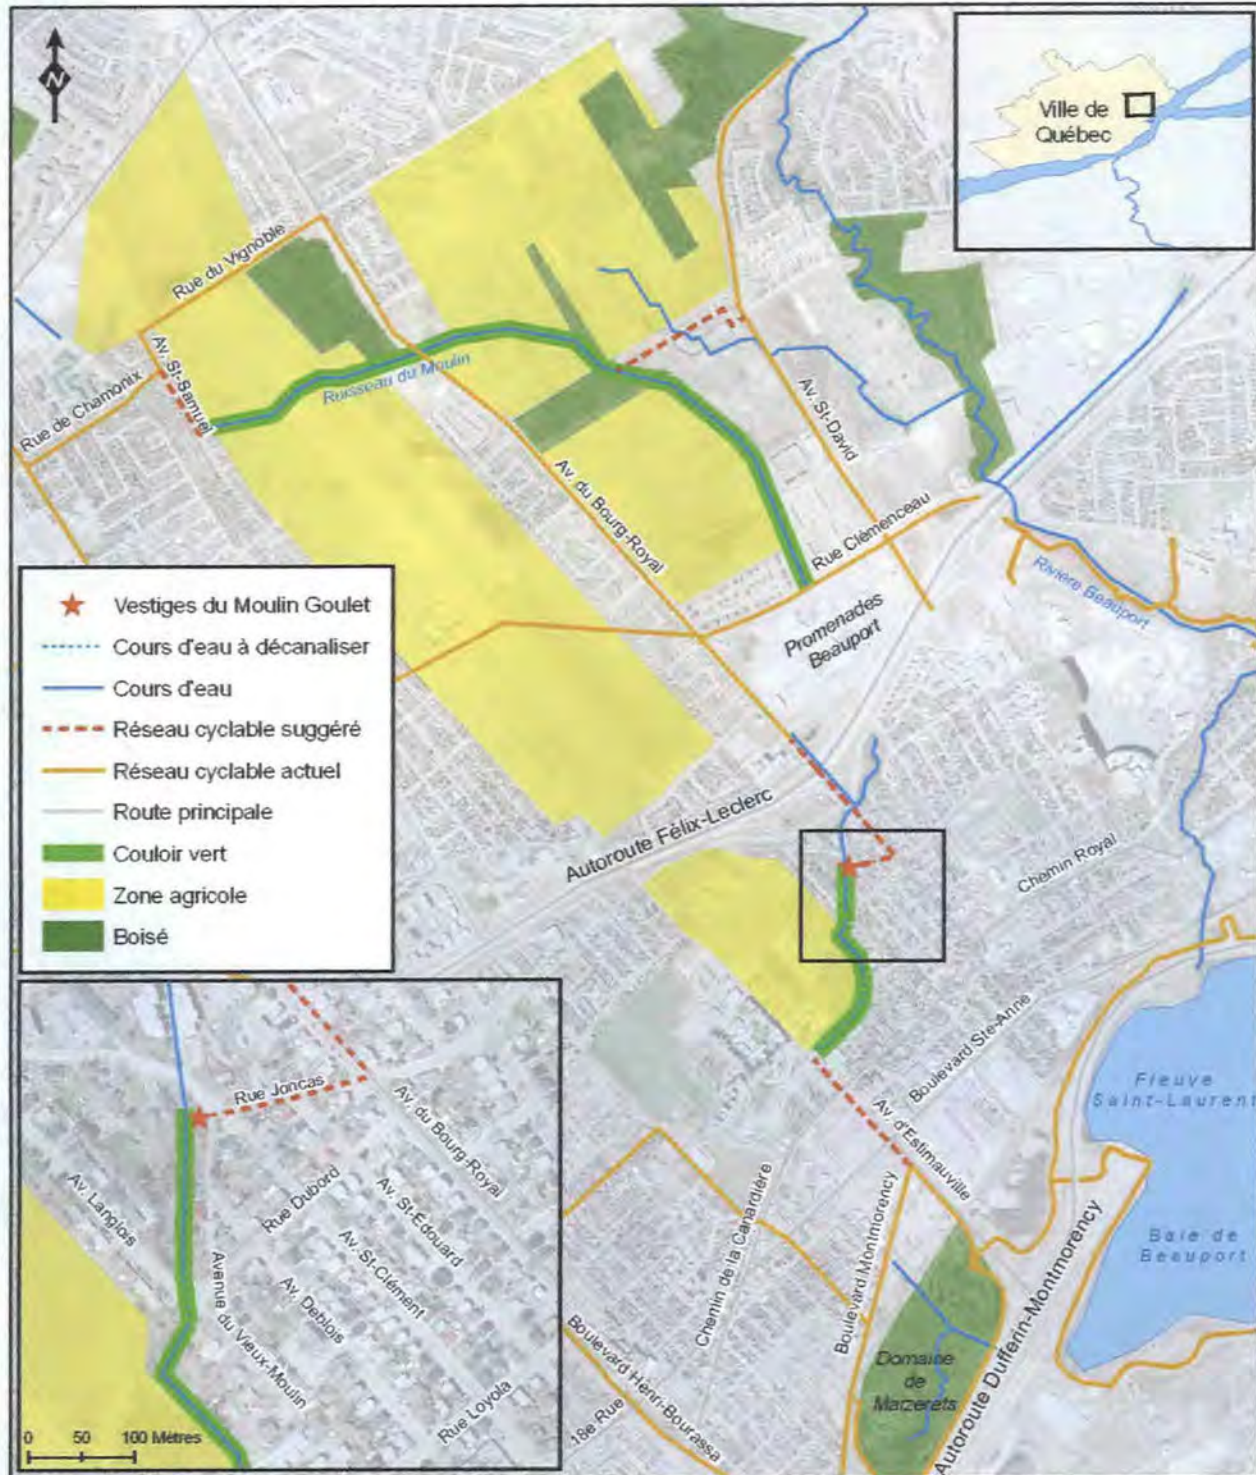 N
Ville de
Québec
Rue du Vignoble
Av. St-Samuel
Rue de Chamonix
Ruisseau du Moulin
Av. St-David
Av. du Bourg-Royal
Rue Clémenceau
Promenades
Beauport
Rivière Beauport
Vestiges du Moulin Goulet
Cours d'eau à décanaliser
Cours d'eau
Réseau cyclable suggéré
Réseau cyclable actuel
Route principale
Couloir vert
Zone agricole
Boisé
Autoroute Félix-Leclerc
Chemin Royal
Boulevard Ste-Anne
Fleuve
Saint-Laurent
Av. d'Estimauville
Baie de
Beauport
Boulevard Montmorency
Chemin de la Canardière
Autoroute Dufferin-Montmorency
Domaine
de
Marzerets
Boulevard Henri-Bourassa
18e Rue
Rue Joncas
Av. du Bourg-Royal
Rue Dubord
Av. St-Edouard
Av. Langlois
Av. St-Clément
Av. Deblois
Avenue du Vieux-Moulin
Rue Loyola
0 50 100 Mètres